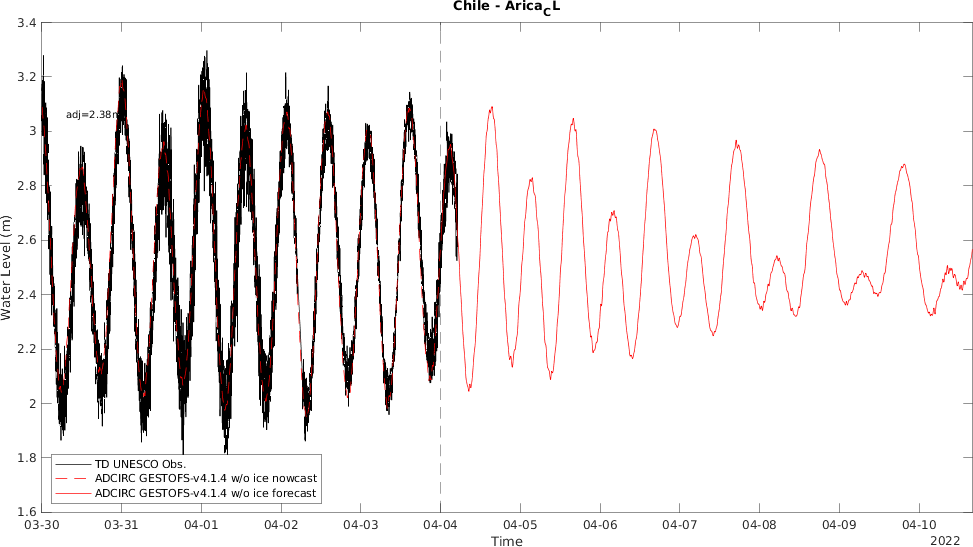 Chile - Arica_CL
3.4
3.2
3
2.8
2.6
2.4
2.2
2
1.8
1.6
Water Level (m)
adj=2.38m
TD UNESCO Obs.
ADCIRC GESTOFS-v4.1.4 w/o ice nowcast
ADCIRC GESTOFS-v4.1.4 w/o ice forecast
03-30 03-31 04-01 04-02 04-03 04-04 04-05 04-06 04-07 04-08 04-09 04-10
Time
2022